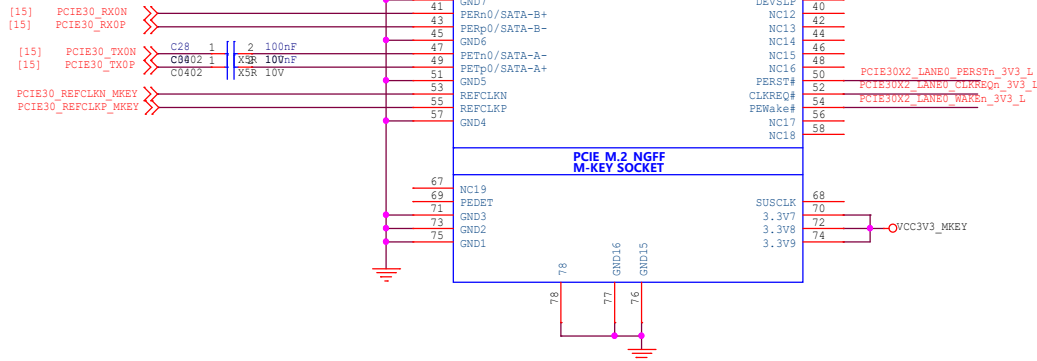 GND7
DEVSLP
[15] PCIE30_RX0N 41 PERn0/SATA-B+ NC12 40
[15] PCIE30_RX0P 43 PERp0/SATA-B- NC13 42
45 GND6 NC14 44
[15] PCIE30_TX0N C28 1 2 100nF 47 PETn0/SATA-A- NC15 46
[15] PCIE30_TX0P C0402 1 2 X5R 10V 100nF 49 PETp0/SATA-A+ NC16 48
C0402 X5R 10V
51 GND5 PERST# 50 PCIE30X2_LANE0_PERSTn_3V3_L
PCIE30_REFCLKN_MKEY 53 REFCLKN CLKREQ# 52 PCIE30X2_LANE0_CLKREQn_3V3_L
PCIE30_REFCLKP_MKEY 55 REFCLKP PEWake# 54 PCIE30X2_LANE0_WAKEn_3V3_L
57 GND4 NC17 56
NC18 58
PCIE M.2 NGFF
M-KEY SOCKET
67 NC19
69 PEDET SUSCLK 68
71 GND3 3.3V7 70
73 GND2 3.3V8 72 VCC3V3_MKEY
75 GND1 3.3V9 74
78 GND16 GND15
78 77 76